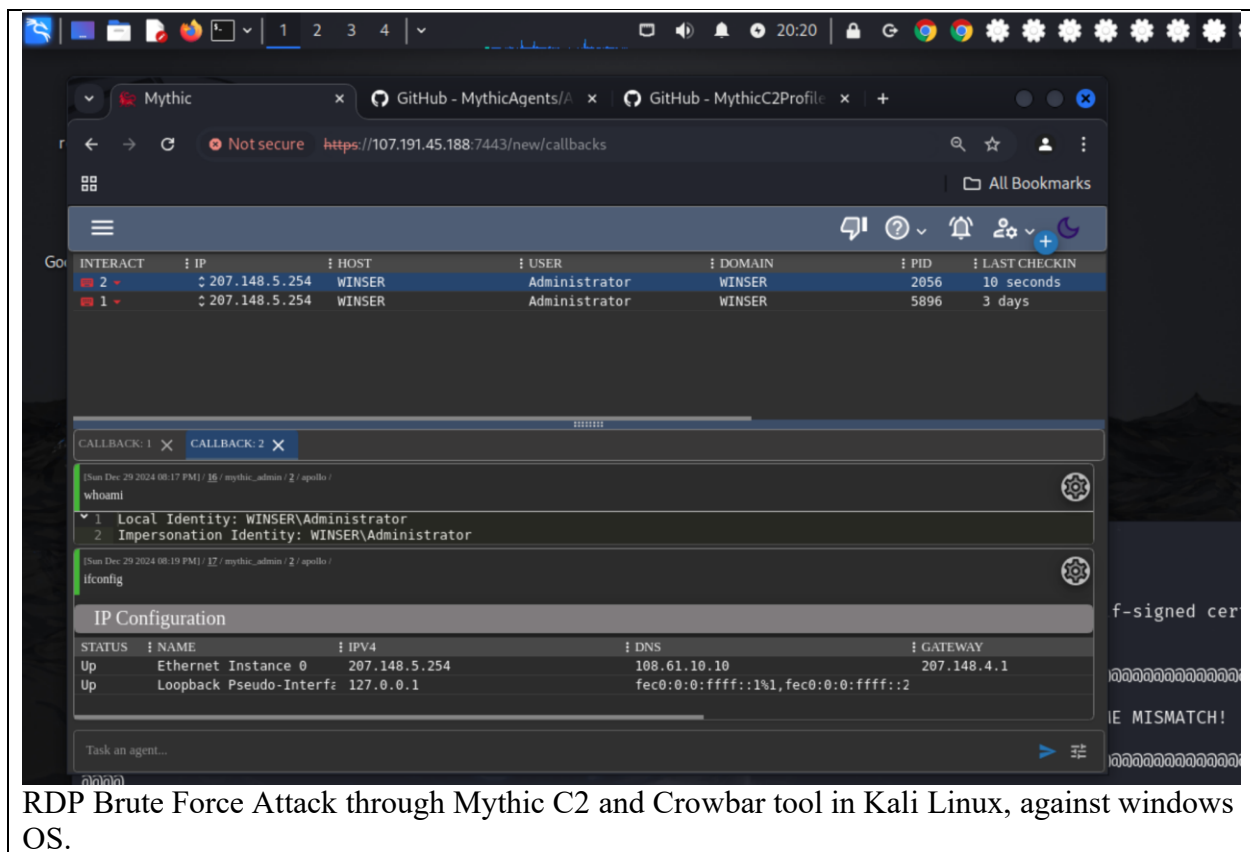 1 2 3 4 20:20
Mythic GitHub - MythicAgents/A GitHub - MythicC2Profile
Not secure https://107.191.45.188:7443/new/callbacks
All Bookmarks
INTERACT IP HOST USER DOMAIN PID LAST CHECKIN
2 207.148.5.254 WINSER Administrator WINSER 2056 10 seconds
1 207.148.5.254 WINSER Administrator WINSER 5896 3 days
CALLBACK: 1 CALLBACK: 2
[Sun Dec 29 2024 08:17 PM] / 16 / mythic_admin / 2 / apollo /
whoami
1 Local Identity: WINSER\Administrator
2 Impersonation Identity: WINSER\Administrator
[Sun Dec 29 2024 08:19 PM] / 17 / mythic_admin / 2 / apollo /
ifconfig
IP Configuration
f-signed cer
STATUS NAME IPV4 DNS GATEWAY
Up Ethernet Instance 0 207.148.5.254 108.61.10.10 207.148.4.1
Up Loopback Pseudo-Interfa 127.0.0.1 fec0:0:0:ffff::1%1,fec0:0:0:ffff::2
MISMATCH!
Task an agent...
RDP Brute Force Attack through Mythic C2 and Crowbar tool in Kali Linux, against windows
OS.